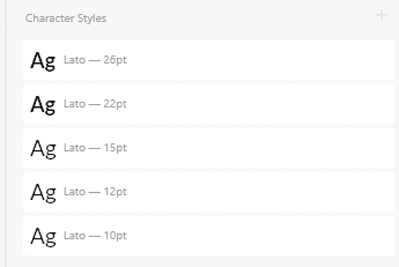 Character Styles
Ag Lato — 26pt
Ag Lato — 22pt
Ag Lato — 15pt
Ag Lato — 12pt
Ag Lato — 10pt